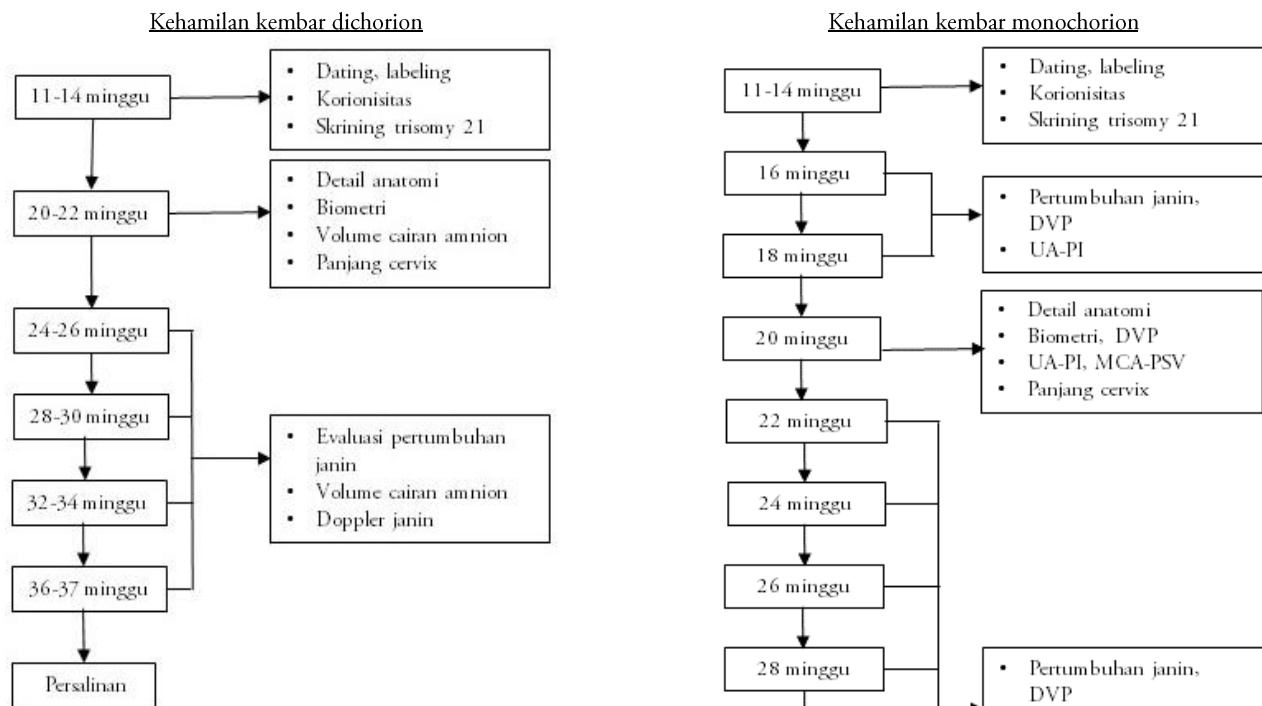 Kehamilan kembar dichorion
11-14 minggu
• Dating, labeling
• Korionisitas
• Skrining trisomy 21
20-22 minggu
• Detail anatomi
• Biometri
• Volume cairan amnion
• Panjang cervix
24-26 minggu
28-30 minggu
32-34 minggu
36-37 minggu
• Evaluasi pertumbuhan
janin
• Volume cairan amnion
• Doppler janin
Persalinan
Kehamilan kembar monochorion
11-14 minggu
• Dating, labeling
• Korionisitas
• Skrining trisomy 21
16 minggu
18 minggu
• Pertumbuhan janin,
DVP
• UA-PI
20 minggu
• Detail anatomi
• Biometri, DVP
• UA-PI, MCA-PSV
• Panjang cervix
22 minggu
24 minggu
26 minggu
28 minggu
• Pertumbuhan janin,
DVP